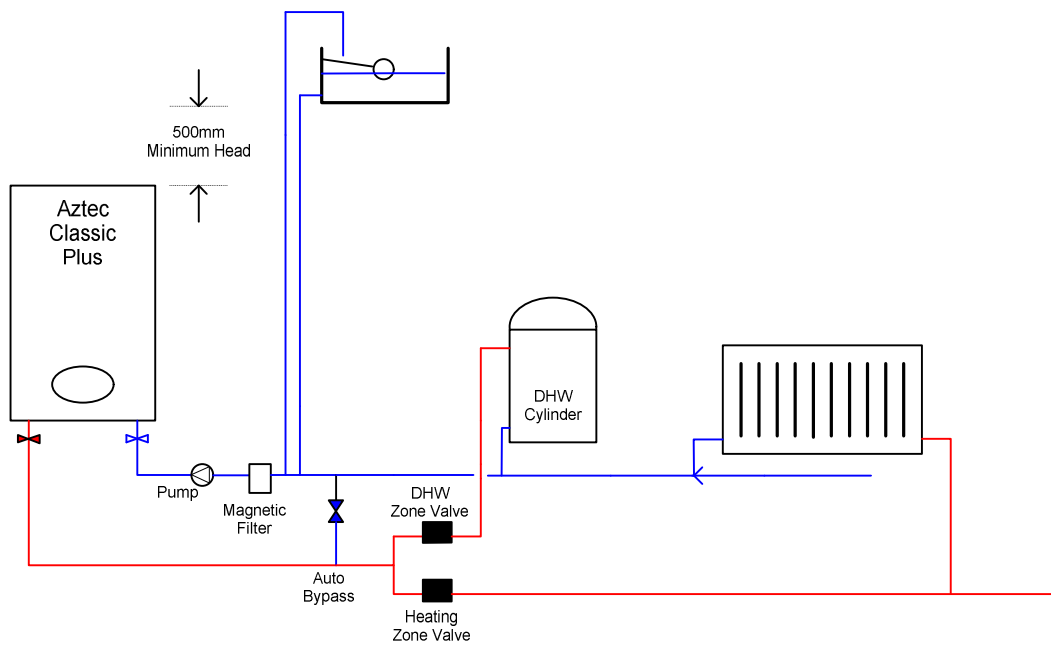 500mm
Minimum Head
Aztec
Classic
Plus
DHW
Cylinder
Pump
Magnetic
Filter
DHW
Zone Valve
Auto
Bypass
Heating
Zone Valve